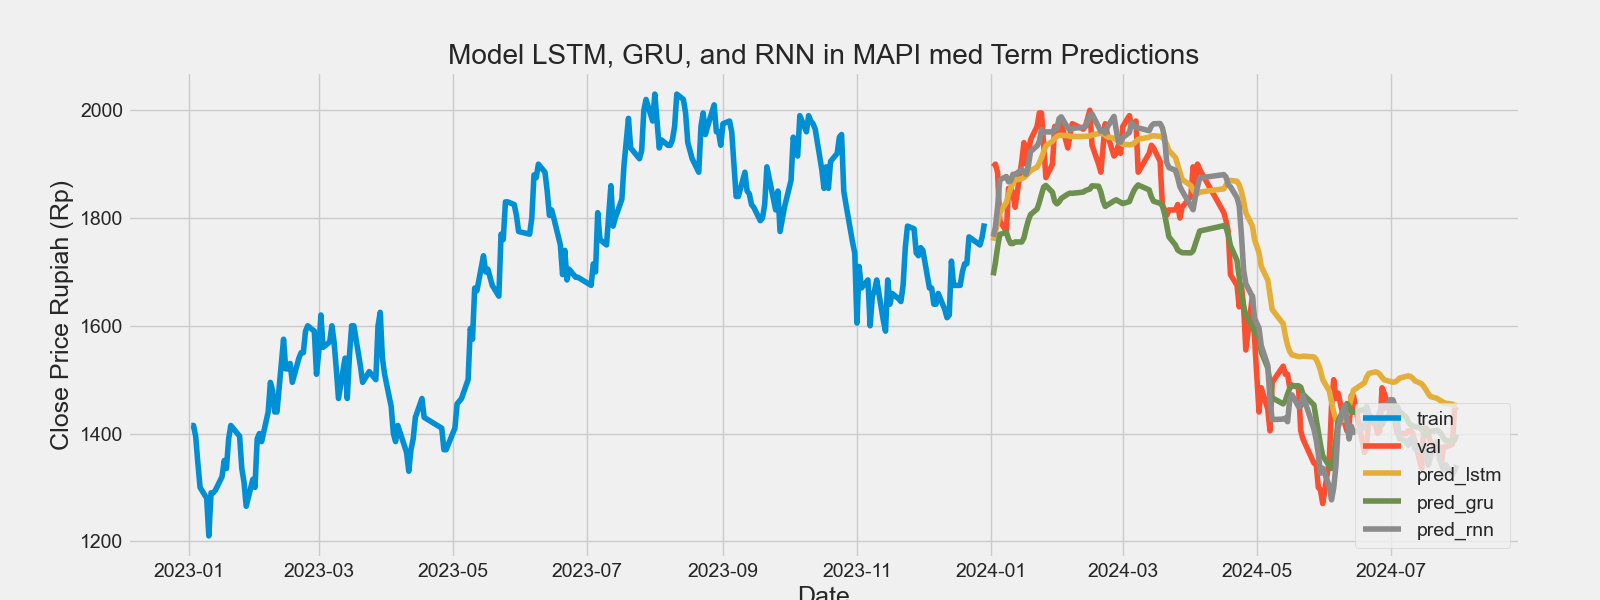 Model LSTM, GRU, and RNN in MAPI med Term Predictions
Close Price Rupiah (Rp)
2000
1800
1600
1400
1200
train
val
pred_lstm
pred_gru
pred_rnn
2023-01 2023-03 2023-05 2023-07 2023-09 2023-11 2024-01 2024-03 2024-05 2024-07
Date